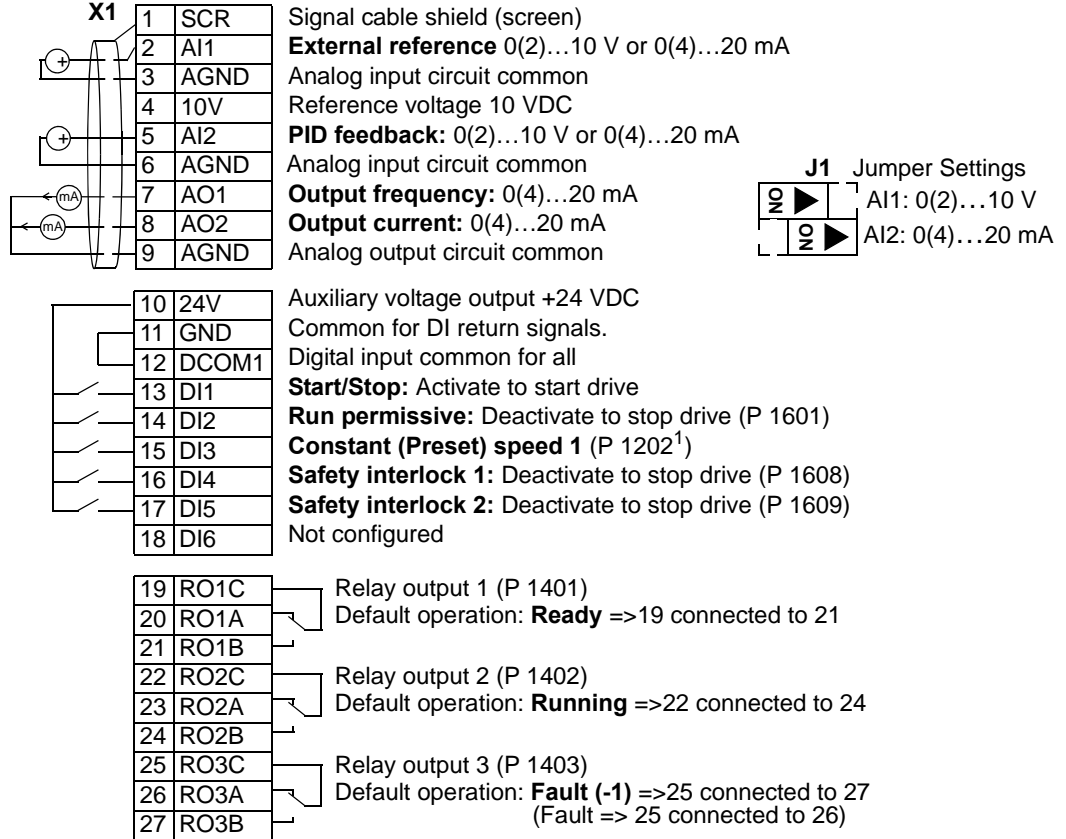 X1
1 SCR Signal cable shield (screen)
2 AI1 External reference 0(2)…10 V or 0(4)…20 mA
3 AGND Analog input circuit common
4 10V Reference voltage 10 VDC
5 AI2 PID feedback: 0(2)…10 V or 0(4)…20 mA
6 AGND Analog input circuit common
7 AO1 Output frequency: 0(4)…20 mA
8 AO2 Output current: 0(4)…20 mA
9 AGND Analog output circuit common
+
+
mA
mA
J1 Jumper Settings
ON AI1: 0(2)…10 V
ON AI2: 0(4)…20 mA
10 24V Auxiliary voltage output +24 VDC
11 GND Common for DI return signals.
12 DCOM1 Digital input common for all
13 DI1 Start/Stop: Activate to start drive
14 DI2 Run permissive: Deactivate to stop drive (P 1601)
15 DI3 Constant (Preset) speed 1 (P 1202¹)
16 DI4 Safety interlock 1: Deactivate to stop drive (P 1608)
17 DI5 Safety interlock 2: Deactivate to stop drive (P 1609)
18 DI6 Not configured
19 RO1C Relay output 1 (P 1401)
20 RO1A Default operation: Ready =>19 connected to 21
21 RO1B
22 RO2C Relay output 2 (P 1402)
23 RO2A Default operation: Running =>22 connected to 24
24 RO2B
25 RO3C Relay output 3 (P 1403)
26 RO3A Default operation: Fault (-1) =>25 connected to 27
27 RO3B (Fault => 25 connected to 26)